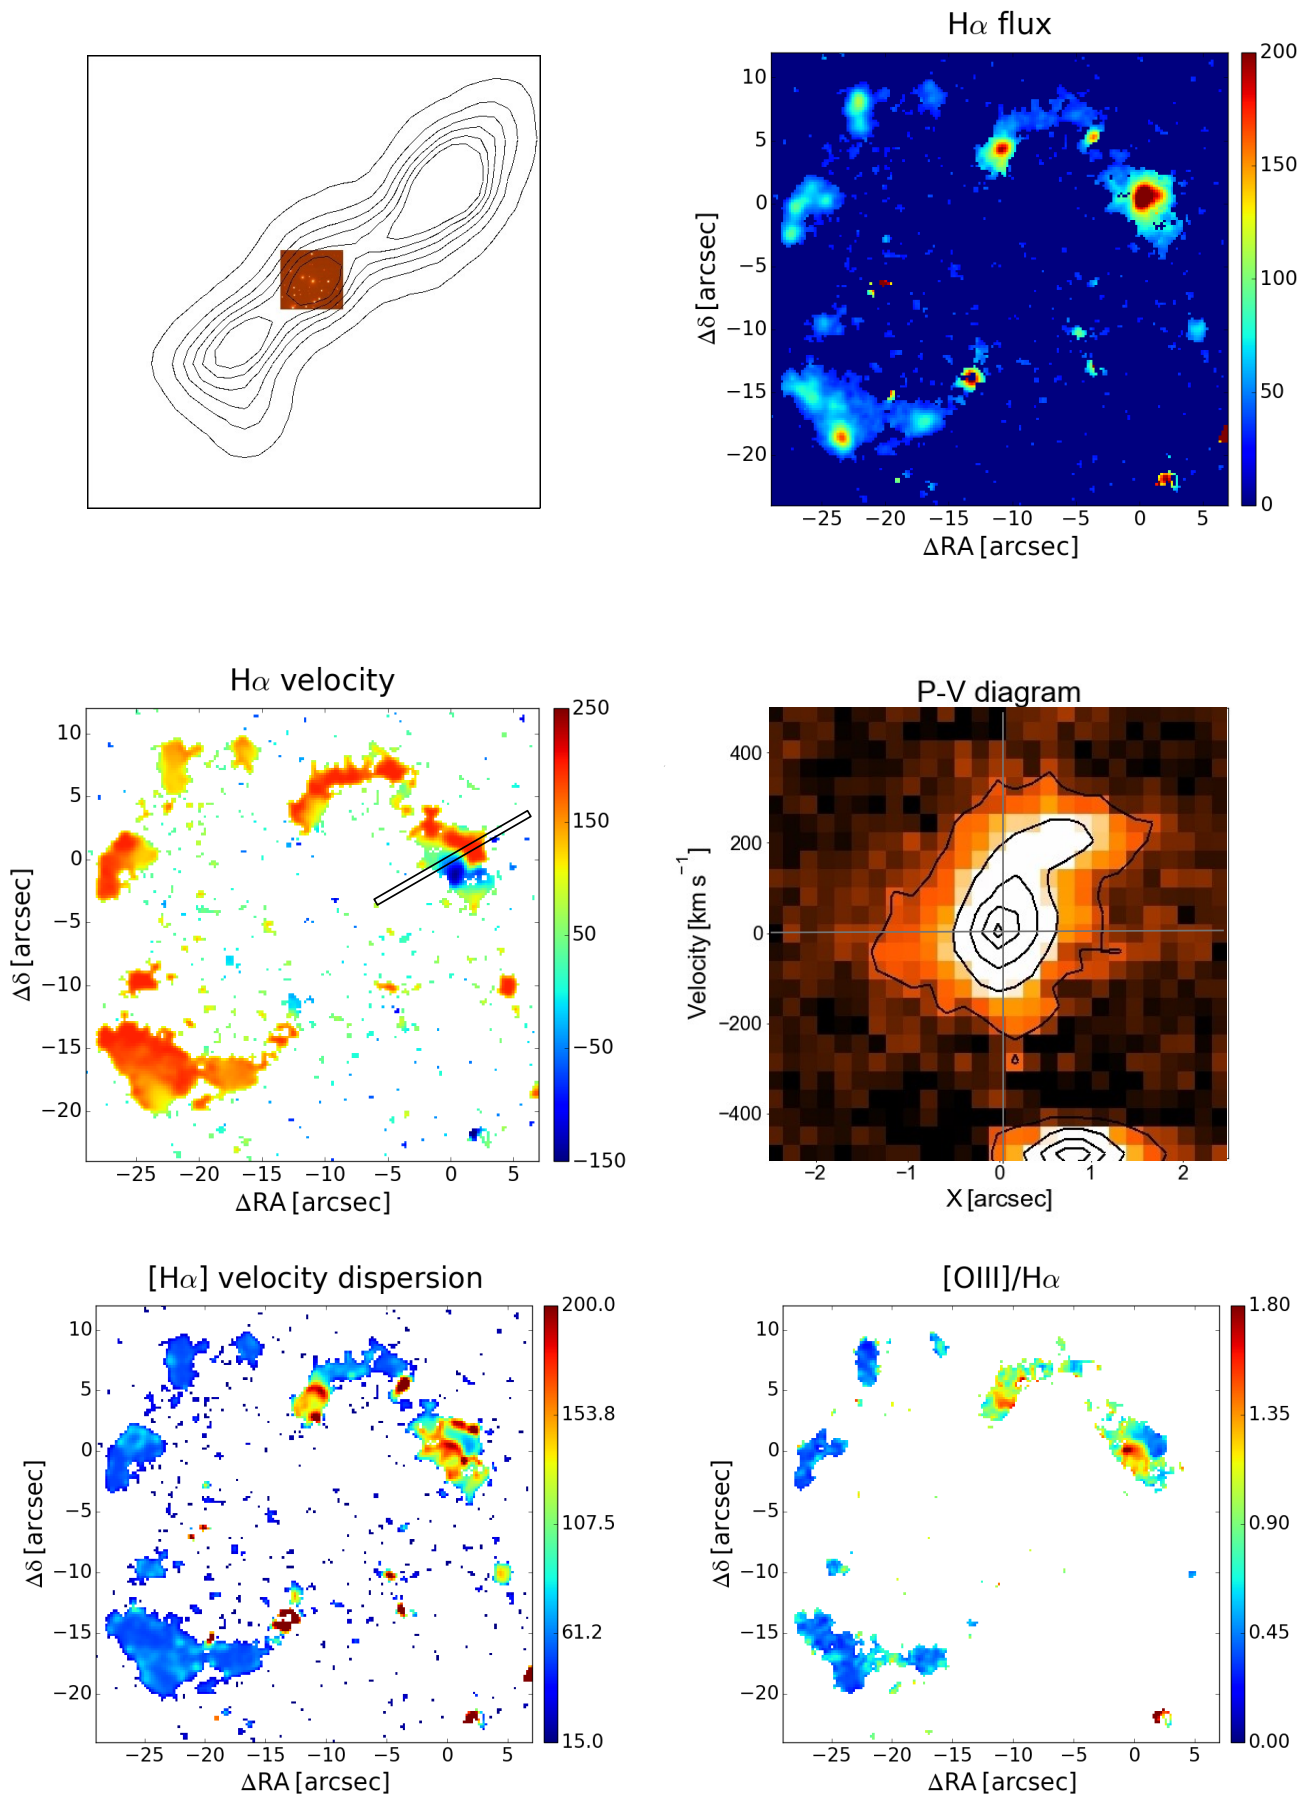 Hα flux
10
5
0
−5
−10
−15
−20
Δδ [arcsec]
−25 −20 −15 −10 −5 0 5
ΔRA [arcsec]
200
150
100
50
0
Hα velocity
10
5
0
−5
−10
−15
−20
Δδ [arcsec]
−25 −20 −15 −10 −5 0 5
ΔRA [arcsec]
250
150
50
−50
−150
P-V diagram
400
200
0
−200
−400
Velocity [km s⁻¹]
−2 −1 0 1 2
X [arcsec]
[Hα] velocity dispersion
10
5
0
−5
−10
−15
−20
Δδ [arcsec]
−25 −20 −15 −10 −5 0 5
ΔRA [arcsec]
200.0
153.8
107.5
61.2
15.0
[OIII]/Hα
10
5
0
−5
−10
−15
−20
Δδ [arcsec]
−25 −20 −15 −10 −5 0 5
ΔRA [arcsec]
1.80
1.35
0.90
0.45
0.00